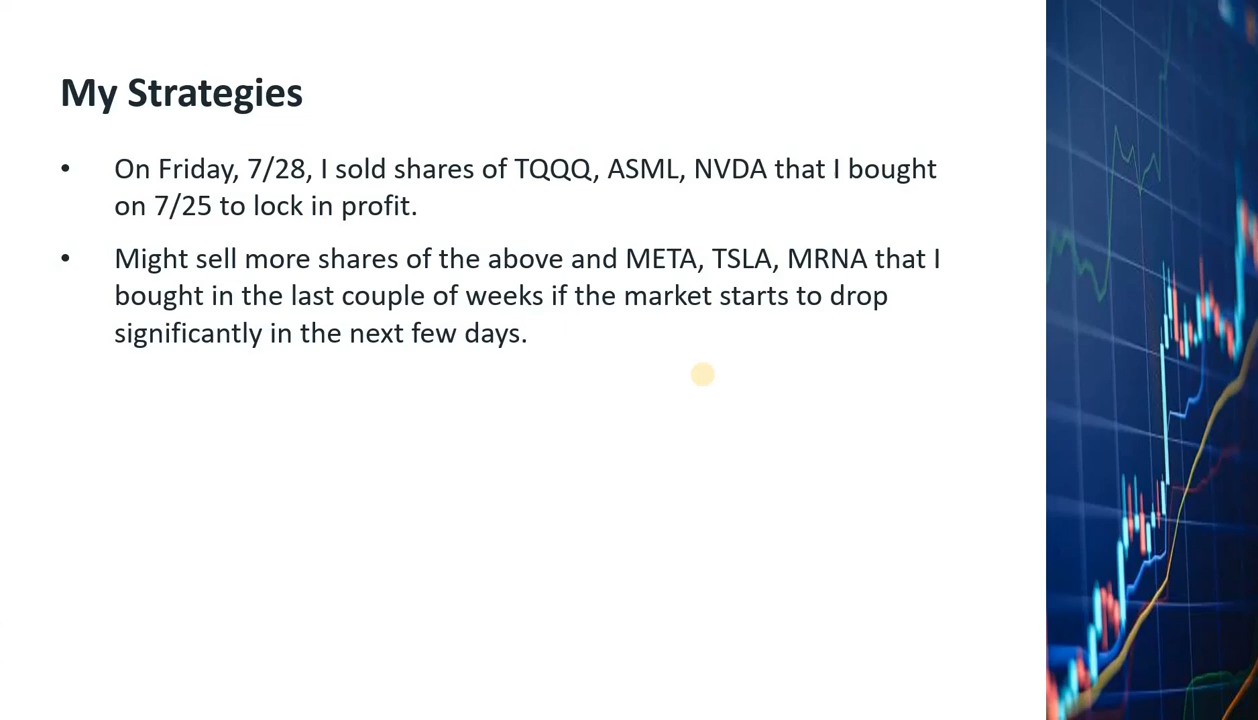 My Strategies
• On Friday, 7/28, I sold shares of TQQQ, ASML, NVDA that I bought
on 7/25 to lock in profit.
• Might sell more shares of the above and META, TSLA, MRNA that I
bought in the last couple of weeks if the market starts to drop
significantly in the next few days.